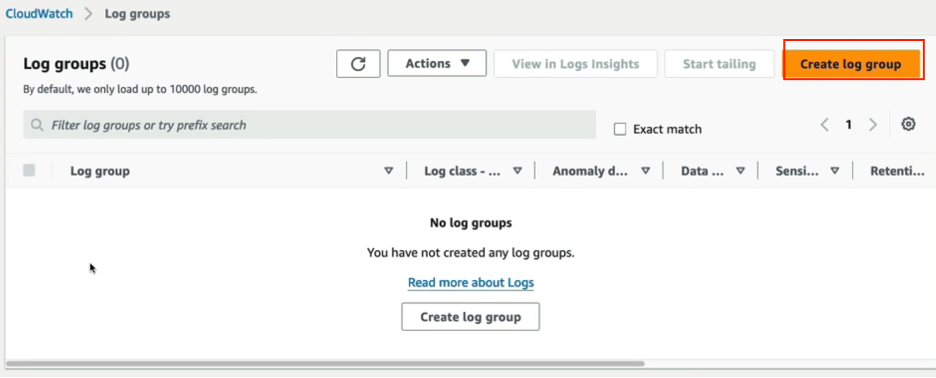 CloudWatch > Log groups
Log groups (0)
Actions
View in Logs Insights
Start tailing
Create log group
By default, we only load up to 10000 log groups.
Filter log groups or try prefix search
Exact match
1
Log group
Log class - ...
Anomaly d...
Data ...
Sensi...
Retenti...
No log groups
You have not created any log groups.
Read more about Logs
Create log group